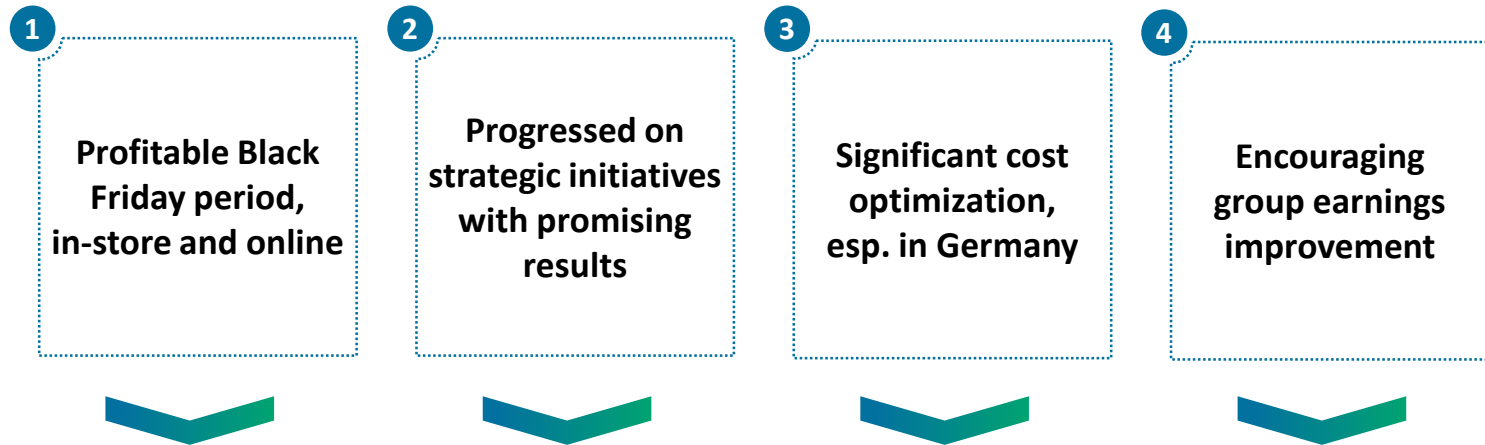 1
Profitable Black
Friday period,
in-store and online
2
Progressed on
strategic initiatives
with promising
results
3
Significant cost
optimization,
esp. in Germany
4
Encouraging
group earnings
improvement